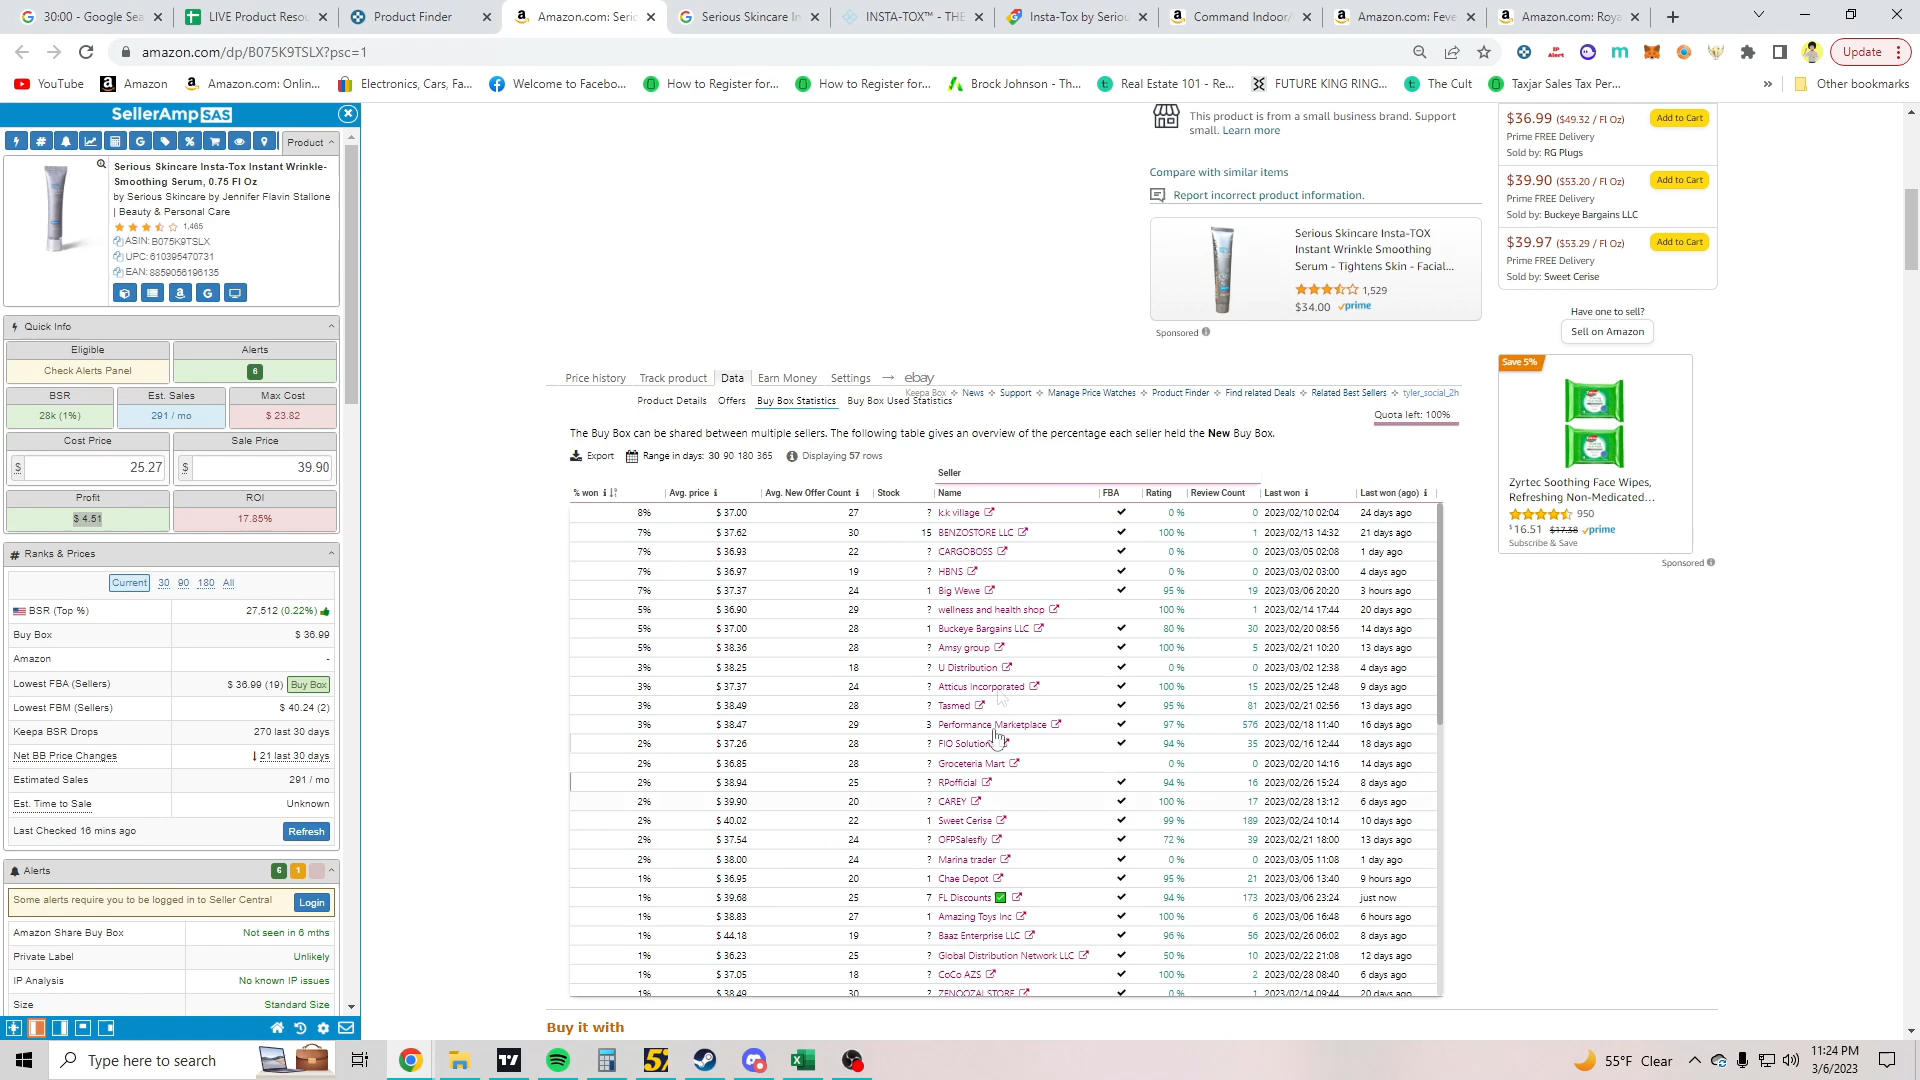 30:00 - Google Sea
LIVE Product Resou
Product Finder
Amazon.com: Serio
Serious Skincare In
INSTA-TOX™ - THE
Insta-Tox by Seriou
Command Indoor/
Amazon.com: Feve
Amazon.com: Roya
amazon.com/dp/B075K9TSLX?psc=1
Update
YouTube
Amazon
Amazon.com: Onlin...
Electronics, Cars, Fa...
Welcome to Facebo...
How to Register for...
How to Register for...
Brock Johnson - Th...
Real Estate 101 - Re...
FUTURE KING RING...
The Cult
Taxjar Sales Tax Per...
Other bookmarks
SellerAmp SAS
Product
Serious Skincare Insta-Tox Instant Wrinkle-
Smoothing Serum, 0.75 Fl Oz
by Serious Skincare by Jennifer Flavin Stallone
| Beauty & Personal Care
1,465
ASIN: B075K9TSLX
UPC: 610395470731
EAN: 8859056196135
Quick Info
Eligible
Alerts
Check Alerts Panel
6
BSR
Est. Sales
Max Cost
28k (1%)
291 / mo
$ 23.82
Cost Price
Sale Price
$ 25.27
$ 39.90
Profit
ROI
$ 4.51
17.85%
Ranks & Prices
Current 30 90 180 All
BSR (Top %) 27,512 (0.22%)
Buy Box $ 36.99
Amazon -
Lowest FBA (Sellers) $ 36.99 (19) Buy Box
Lowest FBM (Sellers) $ 40.24 (2)
Keepa BSR Drops 270 last 30 days
Net BB Price Changes 21 last 30 days
Estimated Sales 291 / mo
Est. Time to Sale Unknown
Last Checked 16 mins ago Refresh
Alerts 6 1
Some alerts require you to be logged in to Seller Central Login
Amazon Share Buy Box Not seen in 6 mths
Private Label Unlikely
IP Analysis No known IP issues
Size Standard Size
This product is from a small business brand. Support
small. Learn more
Compare with similar items
Report incorrect product information.
Serious Skincare Insta-TOX
Instant Wrinkle Smoothing
Serum - Tightens Skin - Facial...
1,529
$34.00 prime
Sponsored
$36.99 ($49.32 / Fl Oz) Add to Cart
Prime FREE Delivery
Sold by: RG Plugs
$39.90 ($53.20 / Fl Oz) Add to Cart
Prime FREE Delivery
Sold by: Buckeye Bargains LLC
$39.97 ($53.29 / Fl Oz) Add to Cart
Prime FREE Delivery
Sold by: Sweet Cerise
Have one to sell?
Sell on Amazon
Save 5%
Zyrtec Soothing Face Wipes,
Refreshing Non-Medicated...
950
$16.51 $17.38 prime
Subscribe & Save
Sponsored
Price history Track product Data Earn Money Settings → ebay
Keepa Box News Support Manage Price Watches Product Finder Find related Deals Related Best Sellers tyler_social_2h
Product Details Offers Buy Box Statistics Buy Box Used Statistics
Quota left: 100%
The Buy Box can be shared between multiple sellers. The following table gives an overview of the percentage each seller held the New Buy Box.
Export Range in days: 30 90 180 365 Displaying 57 rows
Seller
% won Avg. price Avg. New Offer Count Stock Name FBA Rating Review Count Last won Last won (ago)
8% $ 37.00 27 ? k.k village ✔ 0 % 0 2023/02/10 02:04 24 days ago
7% $ 37.62 30 15 BENZOSTORE LLC ✔ 100 % 1 2023/02/13 14:32 21 days ago
7% $ 36.93 22 ? CARGOBOSS ✔ 0 % 0 2023/03/05 02:08 1 day ago
7% $ 36.97 19 ? HBNS ✔ 0 % 0 2023/03/02 03:00 4 days ago
7% $ 37.37 24 1 Big Wewe ✔ 95 % 19 2023/03/06 20:20 3 hours ago
5% $ 36.90 29 ? wellness and health shop 100 % 1 2023/02/14 17:44 20 days ago
5% $ 37.00 28 1 Buckeye Bargains LLC ✔ 80 % 30 2023/02/20 08:56 14 days ago
5% $ 38.36 28 ? Amsy group ✔ 100 % 5 2023/02/21 10:20 13 days ago
3% $ 38.25 18 ? U Distribution ✔ 0 % 0 2023/03/02 12:38 4 days ago
3% $ 37.37 24 ? Atticus Incorporated ✔ 100 % 15 2023/02/25 12:48 9 days ago
3% $ 38.49 28 ? Tasmed ✔ 95 % 81 2023/02/21 02:56 13 days ago
3% $ 38.47 29 3 Performance Marketplace ✔ 97 % 576 2023/02/18 11:40 16 days ago
2% $ 37.26 28 ? FIO Solution ✔ 94 % 35 2023/02/16 12:44 18 days ago
2% $ 36.85 28 ? Groceteria Mart 0 % 0 2023/02/20 14:16 14 days ago
2% $ 38.94 25 ? RPofficial ✔ 94 % 16 2023/02/26 15:24 8 days ago
2% $ 39.90 20 ? CAREY ✔ 100 % 17 2023/02/28 13:12 6 days ago
2% $ 40.02 22 1 Sweet Cerise ✔ 99 % 189 2023/02/24 10:14 10 days ago
2% $ 37.54 24 ? OFPSalesfly ✔ 72 % 39 2023/02/21 18:00 13 days ago
2% $ 38.00 24 ? Marina trader ✔ 0 % 0 2023/03/05 11:08 1 day ago
1% $ 36.95 20 1 Chae Depot ✔ 95 % 21 2023/03/06 13:40 9 hours ago
1% $ 39.68 25 7 FL Discounts ✅ ✔ 94 % 173 2023/03/06 23:24 just now
1% $ 38.83 27 1 Amazing Toys Inc ✔ 100 % 6 2023/03/06 16:48 6 hours ago
1% $ 44.18 19 ? Baaz Enterprise LLC ✔ 96 % 56 2023/02/26 06:02 8 days ago
1% $ 36.23 25 ? Global Distribution Network LLC ✔ 50 % 10 2023/02/22 21:08 12 days ago
1% $ 37.05 18 ? CoCo AZS ✔ 100 % 2 2023/02/28 08:40 6 days ago
1% $ 38.49 30 ? ZENOOZAI STORE ✔ 0 % 1 2023/02/14 09:44 20 days ago
Buy it with
Type here to search
55°F Clear
11:24 PM
3/6/2023